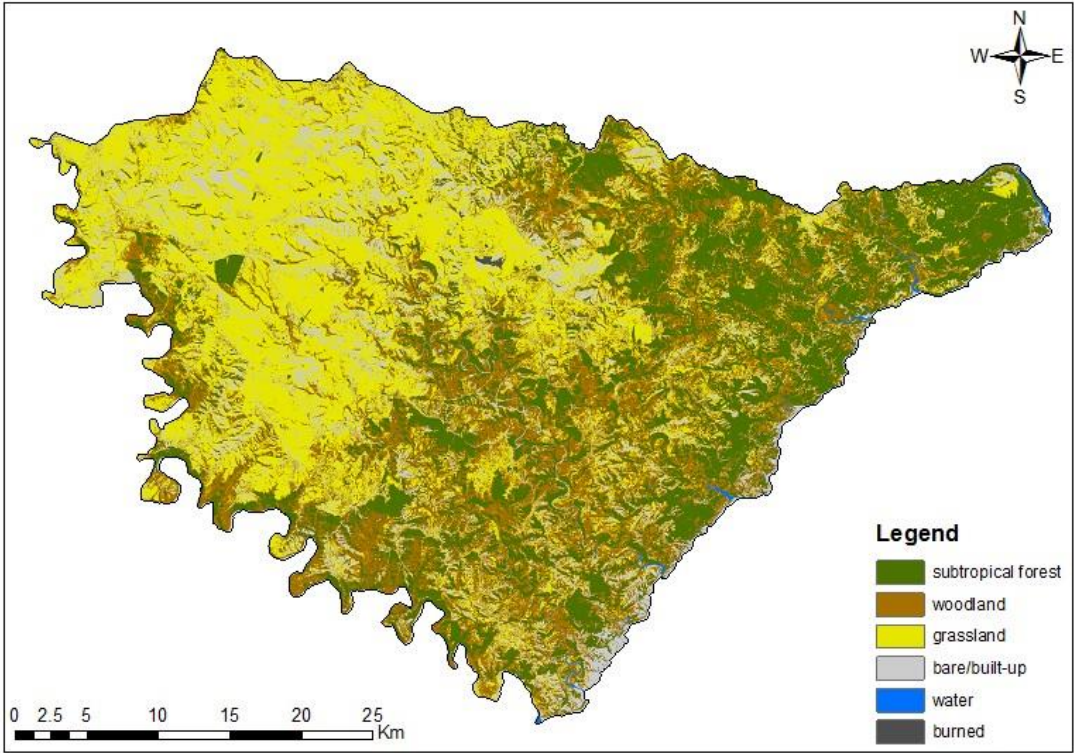 N
W E
S
Legend
subtropical forest
woodland
grassland
bare/built-up
water
burned
0 2.5 5 10 15 20 25
Km